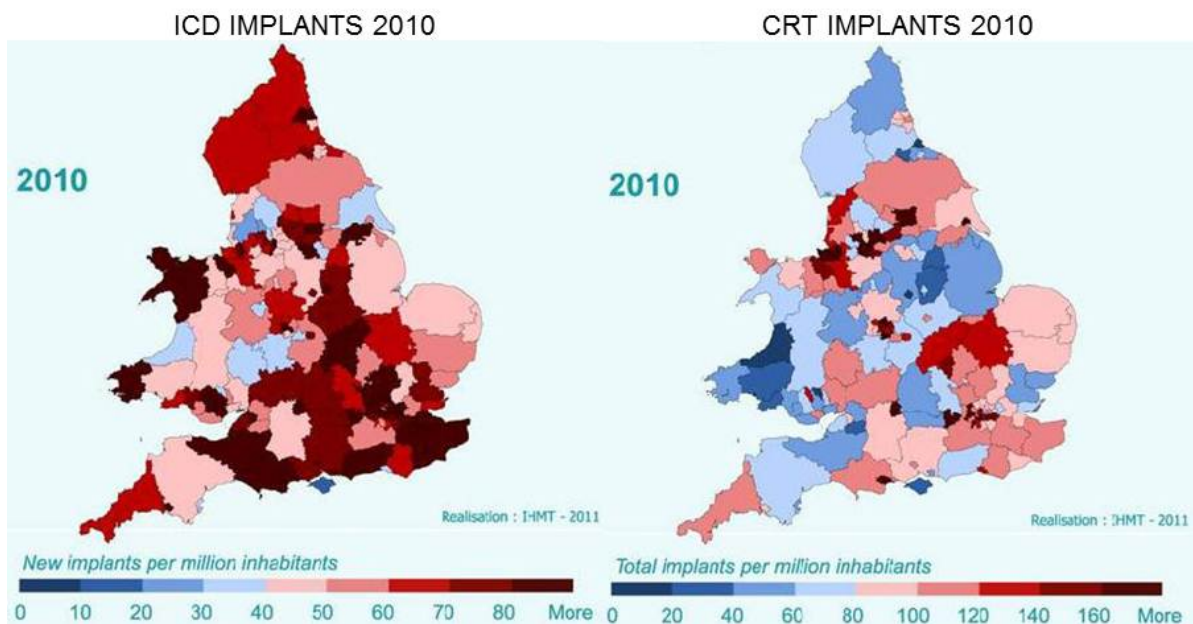 ICD IMPLANTS 2010
2010
Realisation : IHMT - 2011
New implants per million inhabitants
0 10 20 30 40 50 60 70 80 More
CRT IMPLANTS 2010
2010
Realisation : IHMT - 2011
Total implants per million inhabitants
0 20 40 60 80 100 120 140 160 More